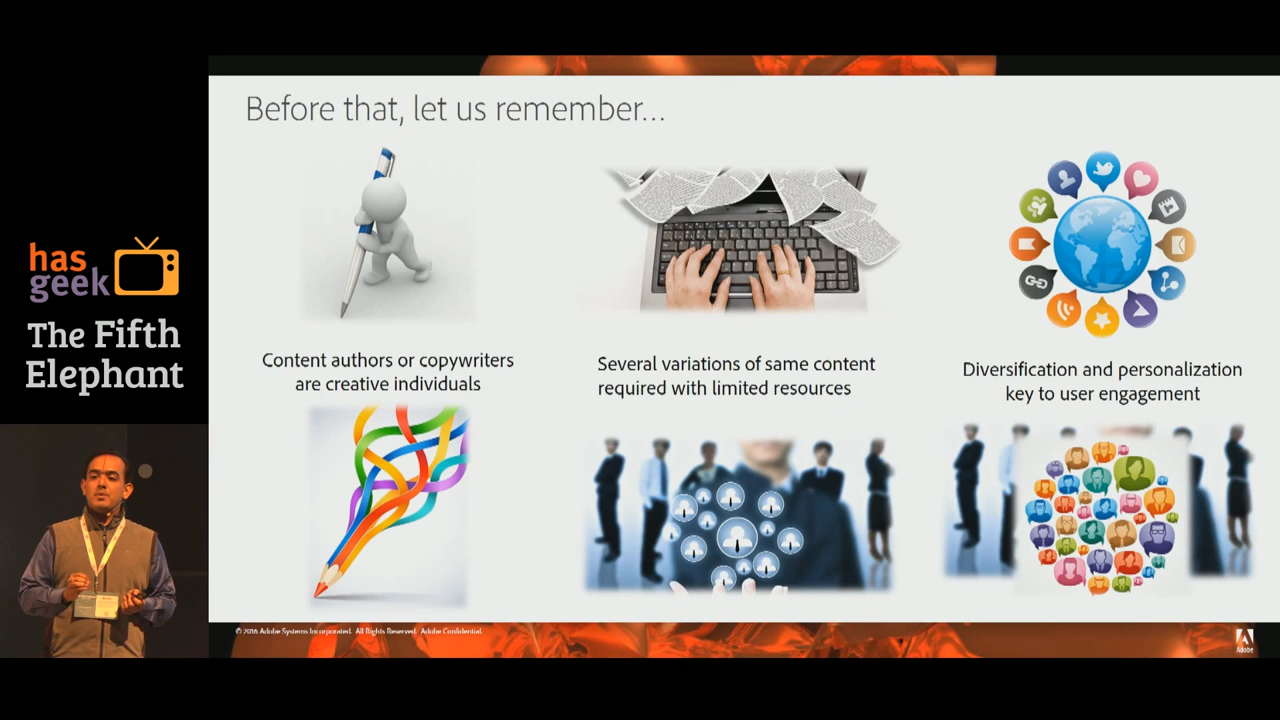 Before that, let us remember...
Content authors or copywriters
are creative individuals
Several variations of same content
required with limited resources
Diversification and personalization
key to user engagement
has
geek
The Fifth
Elephant
© 2016 Adobe Systems Incorporated. All Rights Reserved. Adobe Confidential.
Adobe